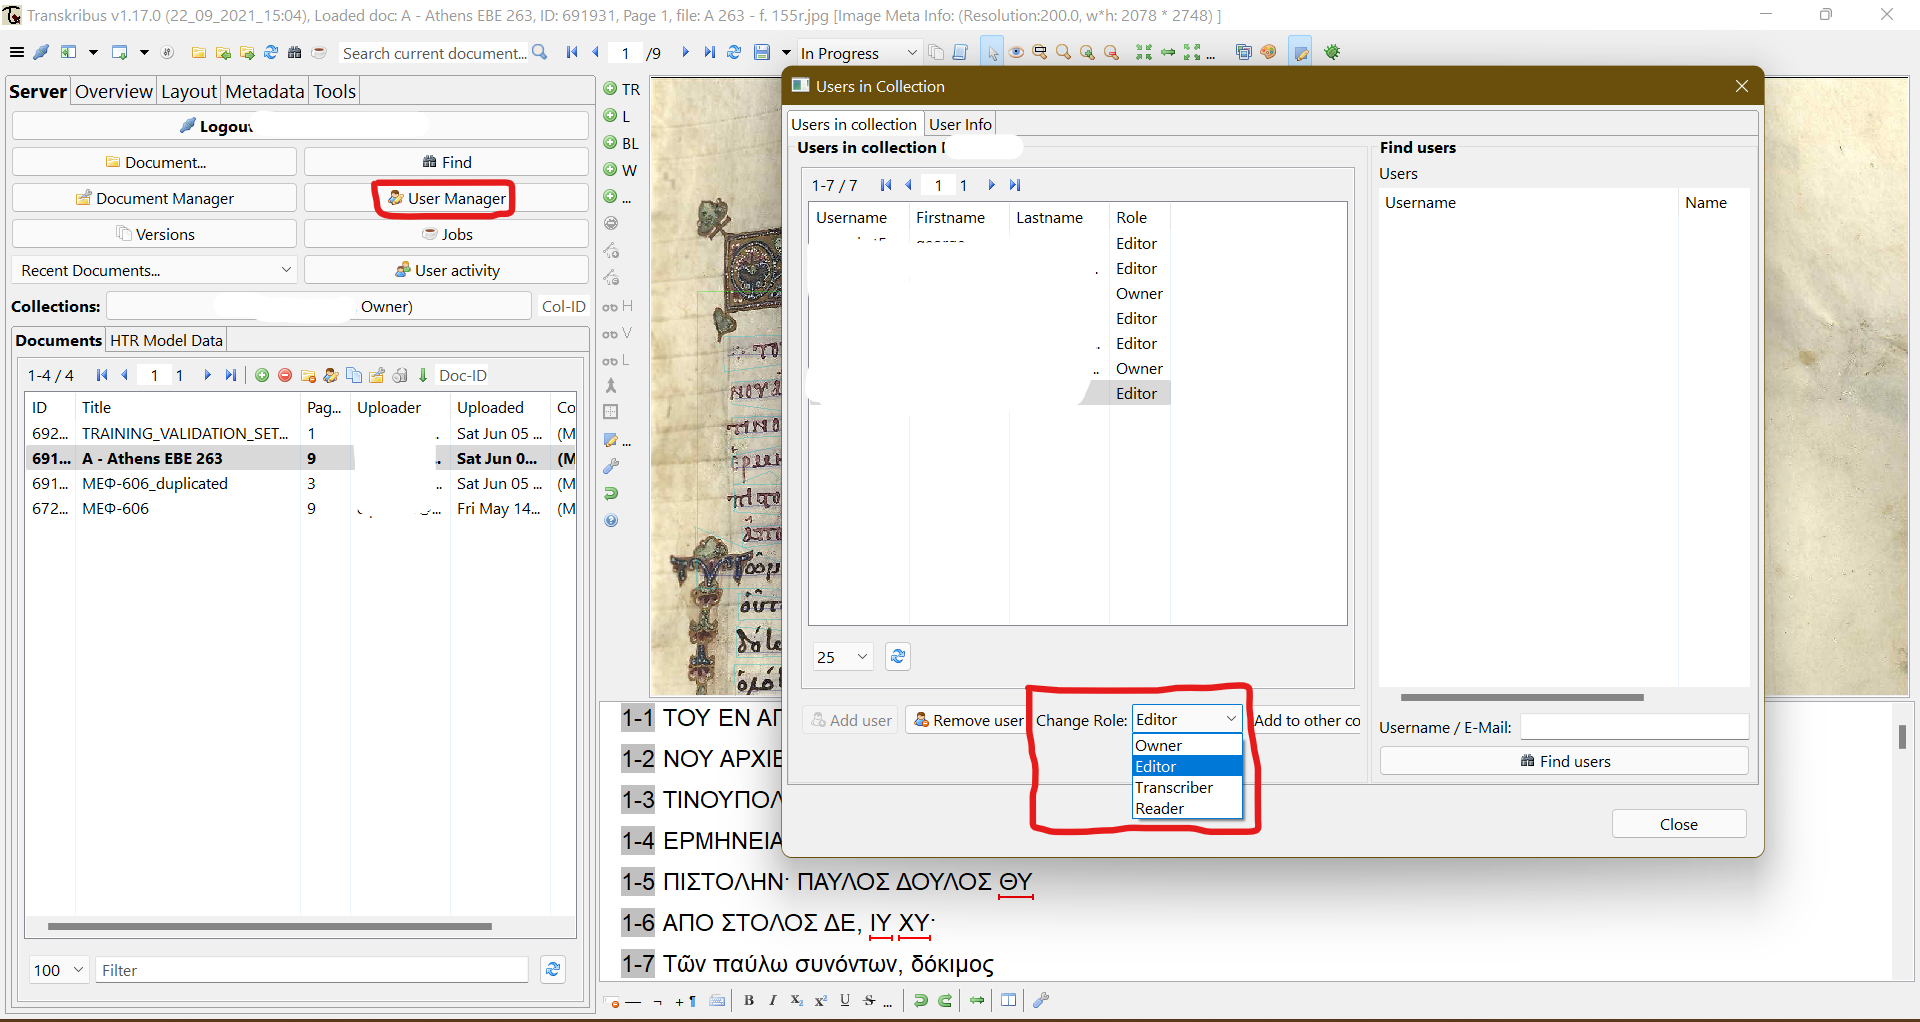 Transkribus v1.17.0 (22_09_2021_15:04), Loaded doc: A - Athens EBE 263, ID: 691931, Page 1, file: A 263 - f. 155r.jpg [Image Meta Info: (Resolution:200.0, w*h: 2078 * 2748) ]
Search current document...
1 /9
In Progress
Server Overview Layout Metadata Tools
Logout
Document... Find
Document Manager User Manager
Versions Jobs
Recent Documents... User activity
Collections: Owner) Col-ID
Documents HTR Model Data
1-4 / 4 1 1 Doc-ID
ID Title Pag... Uploader Uploaded Co
692... TRAINING_VALIDATION_SET... 1 Sat Jun 05 ... (M
691... A - Athens EBE 263 9 Sat Jun 0... (M
691... ΜΕΦ-606_duplicated 3 Sat Jun 05 ... (M
672... ΜΕΦ-606 9 Fri May 14... (M
100 Filter
TR
L
BL
W
...
H
V
L
...
Users in Collection
Users in collection User Info
Users in collection
1-7 / 7 1 1
Username Firstname Lastname Role
Editor
Editor
Owner
Editor
Editor
Owner
Editor
25
Add user Remove user Change Role: Editor Add to other co
Owner
Editor
Transcriber
Reader
Find users
Users
Username Name
Username / E-Mail:
Find users
Close
1-1 ΤΟΥ ΕΝ ΑΓ
1-2 ΝΟΥ ΑΡΧΙΕ
1-3 ΤΙΝΟΥΠΟΛ
1-4 ΕΡΜΗΝΕΙΑ
1-5 ΠΙΣΤΟΛΗΝ· ΠΑΥΛΟΣ ΔΟΥΛΟΣ ΘΥ
1-6 ΑΠΟ ΣΤΟΛΟΣ ΔΕ, ΙΥ ΧΥ·
1-7 Τῶν παύλω συνόντων, δόκιμος
B I X₂ X² U S ...